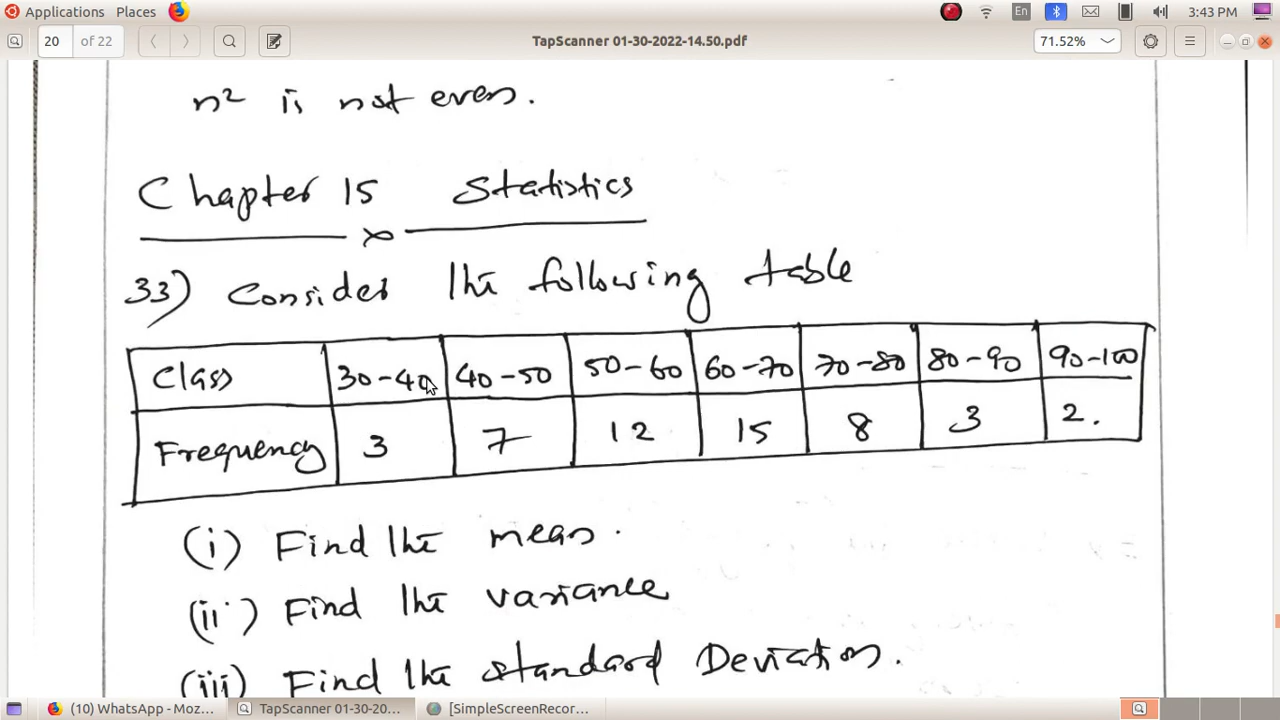 Applications Places En 3:43 PM
20 of 22 TapScanner 01-30-2022-14.50.pdf 71.52%
n² is not even.
Chapter 15 Statistics
33) Consider the following table
Class 30-40 40-50 50-60 60-70 70-80 80-90 90-100
Frequency 3 7 12 15 8 3 2.
(i) Find the mean.
(ii) Find the variance
(iii) Find the standard Deviation.
(10) WhatsApp - Moz... TapScanner 01-30-20... [SimpleScreenRecor...